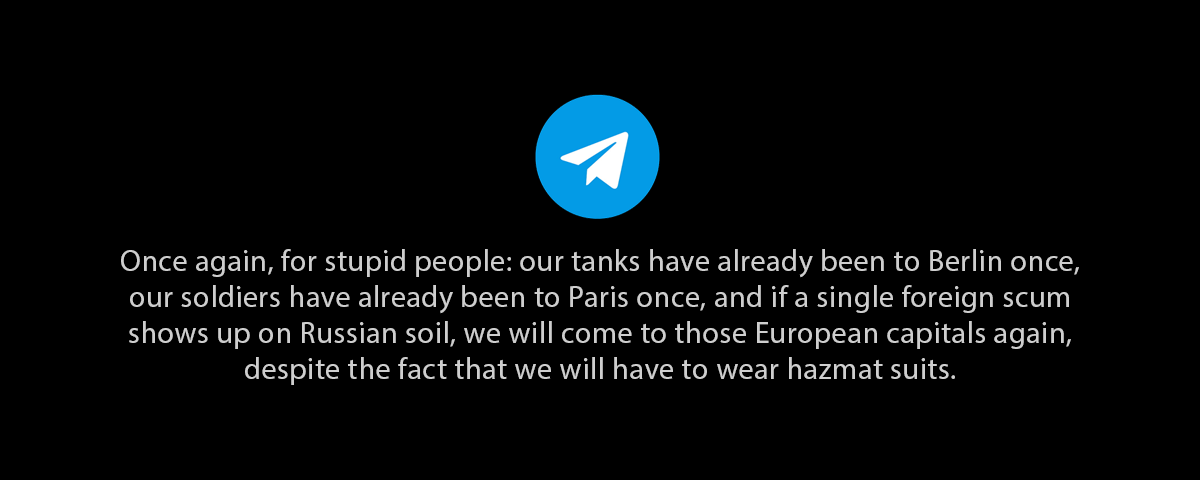 Once again, for stupid people: our tanks have already been to Berlin once,
our soldiers have already been to Paris once, and if a single foreign scum
shows up on Russian soil, we will come to those European capitals again,
despite the fact that we will have to wear hazmat suits.